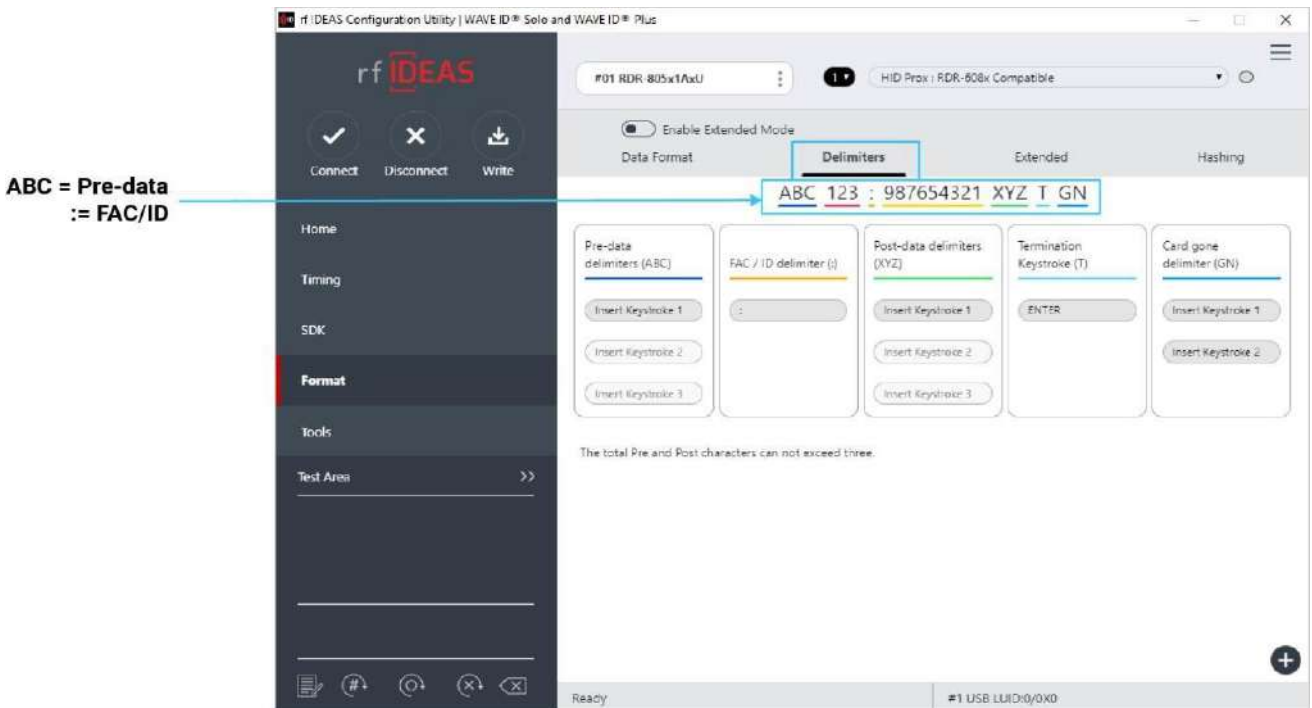 rf IDEAS Configuration Utility | WAVE ID® Solo and WAVE ID® Plus
rf IDEAS
#01 RDR-805x1AxU
1
HID Prox : RDR-608x Compatible
Connect
Disconnect
Write
Enable Extended Mode
Data Format
Delimiters
Extended
Hashing
ABC = Pre-data
:= FAC/ID
ABC 123 : 987654321 XYZ T GN
Home
Timing
SDK
Format
Tools
Test Area >>
Pre-data
delimiters (ABC)
Insert Keystroke 1
Insert Keystroke 2
Insert Keystroke 3
FAC / ID delimiter (:)
:
Post-data delimiters
(XYZ)
Insert Keystroke 1
Insert Keystroke 2
Insert Keystroke 3
Termination
Keystroke (T)
ENTER
Card gone
delimiter (GN)
Insert Keystroke 1
Insert Keystroke 2
The total Pre and Post characters can not exceed three.
Ready
#1 USB LUID:0/0X0